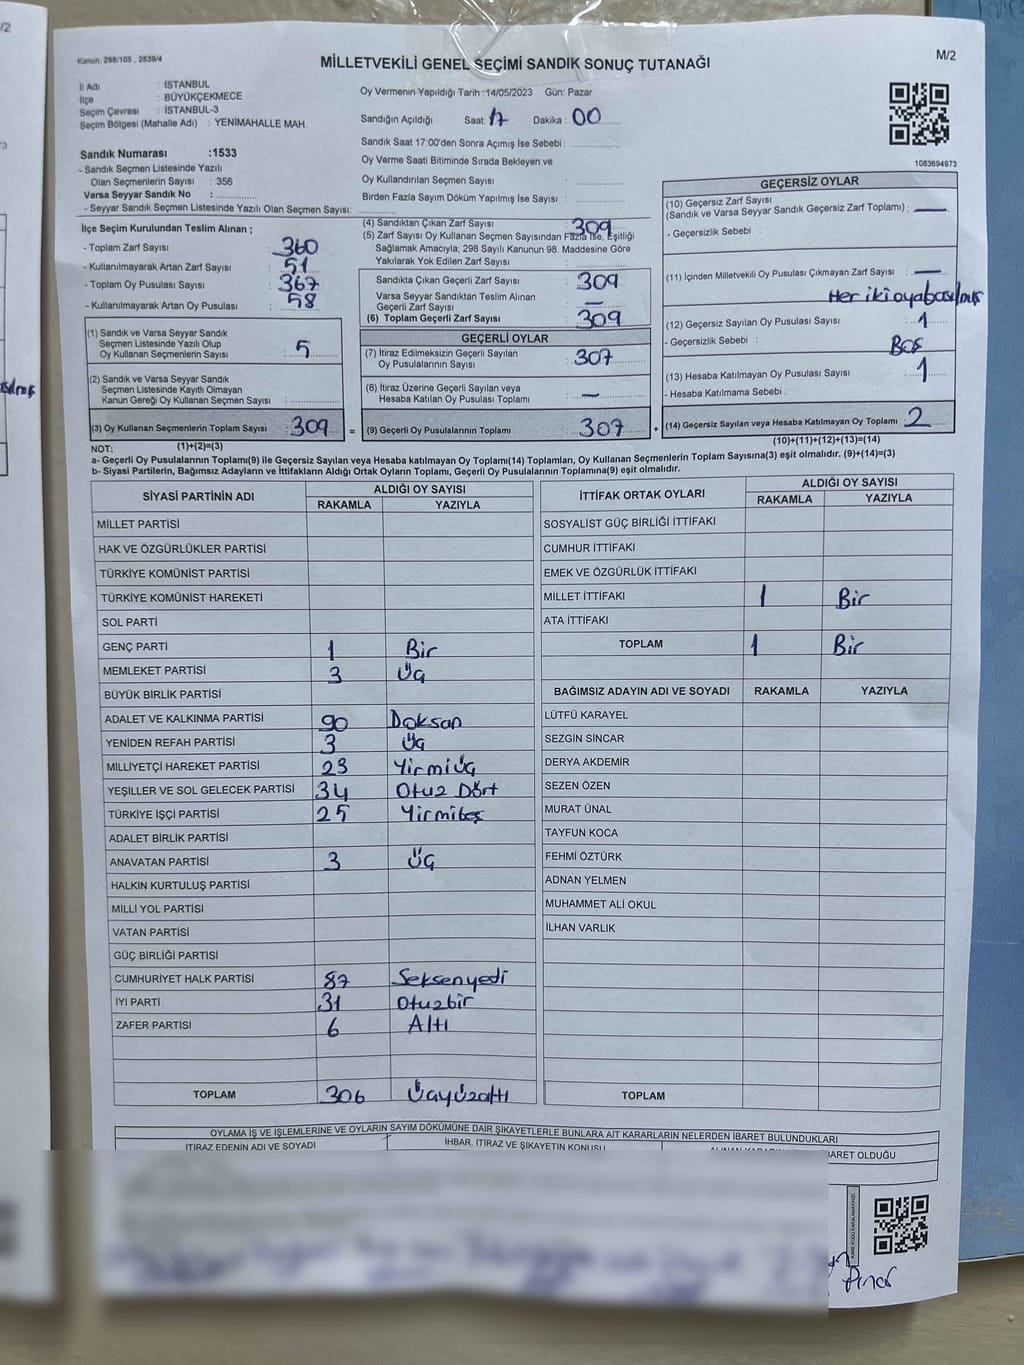 Kanun: 298/105 , 2839/4
MİLLETVEKİLİ GENEL SEÇİMİ SANDIK SONUÇ TUTANAĞI
M/2
İl Adı : İSTANBUL
İlçe : BÜYÜKÇEKMECE
Seçim Çevresi : İSTANBUL-3
Seçim Bölgesi (Mahalle Adı) : YENİMAHALLE MAH.
Sandık Numarası :1533
- Sandık Seçmen Listesinde Yazılı
Olan Seçmenlerin Sayısı : 356
Varsa Seyyar Sandık No :
- Seyyar Sandık Seçmen Listesinde Yazılı Olan Seçmen Sayısı:
Oy Vermenin Yapıldığı Tarih :14/05/2023 Gün: Pazar
Sandığın Açıldığı Saat: 17 Dakika : 00
Sandık Saat 17:00'den Sonra Açımış İse Sebebi :
Oy Verme Saati Bitiminde Sırada Bekleyen ve
Oy Kullandırılan Seçmen Sayısı :
Birden Fazla Sayım Döküm Yapılmış İse Sayısı :
1083694973
İlçe Seçim Kurulundan Teslim Alınan ;
- Toplam Zarf Sayısı : 360
- Kullanılmayarak Artan Zarf Sayısı : 51
- Toplam Oy Pusulası Sayısı : 367
- Kullanılmayarak Artan Oy Pusulası : 58
(1) Sandık ve Varsa Seyyar Sandık
Seçmen Listesinde Yazılı Olup
Oy Kullanan Seçmenlerin Sayısı : 5
(2) Sandık ve Varsa Seyyar Sandık
Seçmen Listesinde Kayıtlı Olmayan
Kanun Gereği Oy Kullanan Seçmen Sayısı :
(3) Oy Kullanan Seçmenlerin Toplam Sayısı : 309 =
(4) Sandıktan Çıkan Zarf Sayısı : 309
(5) Zarf Sayısı Oy Kullanan Seçmen Sayısından Fazla İse, Eşitliği
Sağlamak Amacıyla; 298 Sayılı Kanunun 98. Maddesine Göre
Yakılarak Yok Edilen Zarf Sayısı :
Sandıkta Çıkan Geçerli Zarf Sayısı : 309
Varsa Seyyar Sandıktan Teslim Alınan
Geçerli Zarf Sayısı : —
(6) Toplam Geçerli Zarf Sayısı : 309
GEÇERLİ OYLAR
(7) İtiraz Edilmeksizin Geçerli Sayılan
Oy Pusulalarının Sayısı : 307
(8) İtiraz Üzerine Geçerli Sayılan veya
Hesaba Katılan Oy Pusulası Toplamı : —
(9) Geçerli Oy Pusulalarının Toplamı : 307 +
GEÇERSİZ OYLAR
(10) Geçersiz Zarf Sayısı
(Sandık ve Varsa Seyyar Sandık Geçersiz Zarf Toplamı) : —
- Geçersizlik Sebebi :
(11) İçinden Milletvekili Oy Pusulası Çıkmayan Zarf Sayısı : —
Her iki oya basılmış
(12) Geçersiz Sayılan Oy Pusulası Sayısı : 1
- Geçersizlik Sebebi : Boş
(13) Hesaba Katılmayan Oy Pusulası Sayısı : 1
- Hesaba Katılmama Sebebi :
(14) Geçersiz Sayılan veya Hesaba Katılmayan Oy Toplamı : 2
NOT: (1)+(2)=(3)
(10)+(11)+(12)+(13)=(14)
a- Geçerli Oy Pusulalarının Toplamı(9) ile Geçersiz Sayılan veya Hesaba katılmayan Oy Toplamı(14) Toplamları, Oy Kullanan Seçmenlerin Toplam Sayısına(3) eşit olmalıdır. (9)+(14)=(3)
b- Siyasi Partilerin, Bağımsız Adayların ve İttifakların Aldığı Ortak Oyların Toplamı, Geçerli Oy Pusulalarının Toplamına(9) eşit olmalıdır.
SİYASİ PARTİNİN ADI ALDIĞI OY SAYISI
RAKAMLA YAZIYLA
MİLLET PARTİSİ
HAK VE ÖZGÜRLÜKLER PARTİSİ
TÜRKİYE KOMÜNİST PARTİSİ
TÜRKİYE KOMÜNİST HAREKETİ
SOL PARTİ
GENÇ PARTİ 1 Bir
MEMLEKET PARTİSİ 3 Üç
BÜYÜK BİRLİK PARTİSİ
ADALET VE KALKINMA PARTİSİ 90 Doksan
YENİDEN REFAH PARTİSİ 3 Üç
MİLLİYETÇİ HAREKET PARTİSİ 23 Yirmi Üç
YEŞİLLER VE SOL GELECEK PARTİSİ 34 Otuz Dört
TÜRKİYE İŞÇİ PARTİSİ 25 Yirmibeş
ADALET BİRLİK PARTİSİ
ANAVATAN PARTİSİ 3 Üç
HALKIN KURTULUŞ PARTİSİ
MİLLİ YOL PARTİSİ
VATAN PARTİSİ
GÜÇ BİRLİĞİ PARTİSİ
CUMHURİYET HALK PARTİSİ 87 Seksenyedi
İYİ PARTİ 31 Otuzbir
ZAFER PARTİSİ 6 Altı
TOPLAM 306 Üçyüzaltı
İTTİFAK ORTAK OYLARI ALDIĞI OY SAYISI
RAKAMLA YAZIYLA
SOSYALİST GÜÇ BİRLİĞİ İTTİFAKI
CUMHUR İTTİFAKI
EMEK VE ÖZGÜRLÜK İTTİFAKI
MİLLET İTTİFAKI 1 Bir
ATA İTTİFAKI
TOPLAM 1 Bir
BAĞIMSIZ ADAYIN ADI VE SOYADI RAKAMLA YAZIYLA
LÜTFÜ KARAYEL
SEZGİN SİNCAR
DERYA AKDEMİR
SEZEN ÖZEN
MURAT ÜNAL
TAYFUN KOCA
FEHMİ ÖZTÜRK
ADNAN YELMEN
MUHAMMET ALİ OKUL
İLHAN VARLIK
TOPLAM
OYLAMA İŞ VE İŞLEMLERİNE VE OYLARIN SAYIM DÖKÜMÜNE DAİR ŞİKAYETLERLE BUNLARA AİT KARARLARIN NELERDEN İBARET BULUNDUKLARI
İTİRAZ EDENİN ADI VE SOYADI İHBAR, İTİRAZ VE ŞİKAYETİN KONUSU BARET OLDUĞU
Pınar